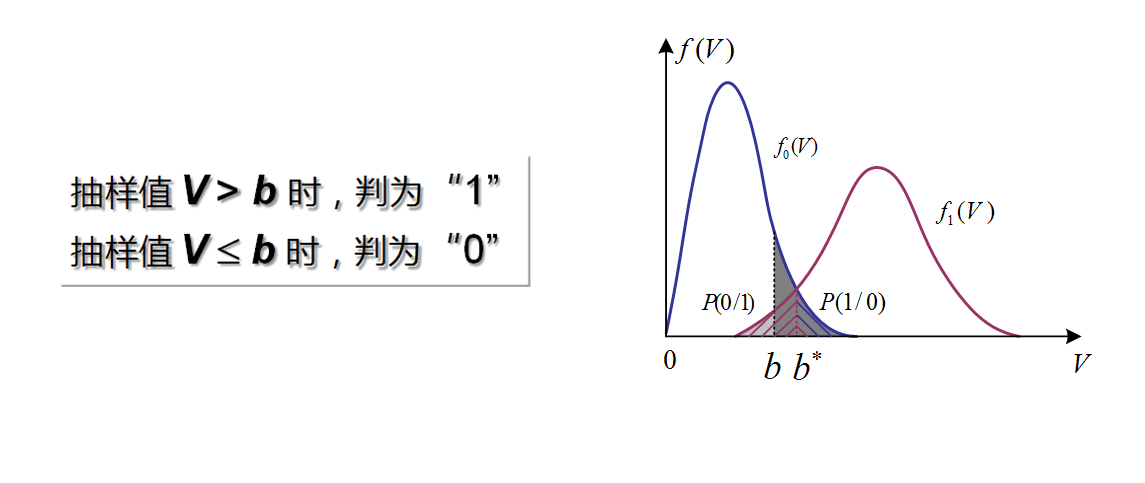 抽样值 V > b 时，判为 “1”
抽样值 V ≤ b 时，判为 “0”
f(V)
f₀(V)
f₁(V)
P(0/1)
P(1/0)
0
b
b*
V